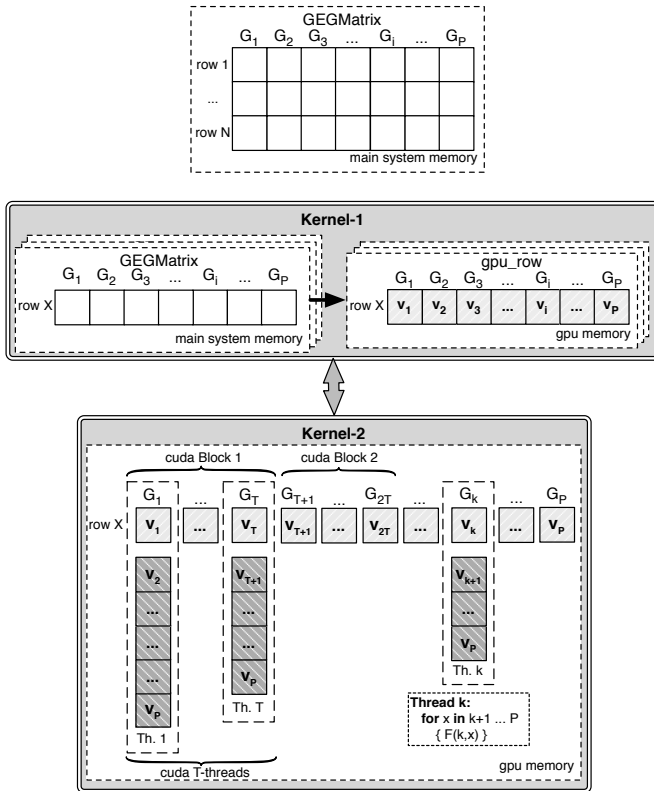 GEGMatrix
G1 G2 G3 ... Gi ... GP
row 1
...
row N
main system memory
Kernel-1
GEGMatrix
G1 G2 G3 ... Gi ... GP
row X
main system memory
gpu_row
G1 G2 G3 ... Gi ... GP
row X v1 v2 v3 ... vi ... vP
gpu memory
Kernel-2
cuda Block 1 cuda Block 2
G1 ... GT GT+1 ... G2T ... Gk ... GP
row X v1 ... vT vT+1 ... v2T ... vk ... vP
v2 vT+1 vk+1
... ... ...
... ... vP
... vP
vP
Th. 1 Th. T Th. k
Thread k:
for x in k+1 ... P
{ F(k,x) }
cuda T-threads
gpu memory